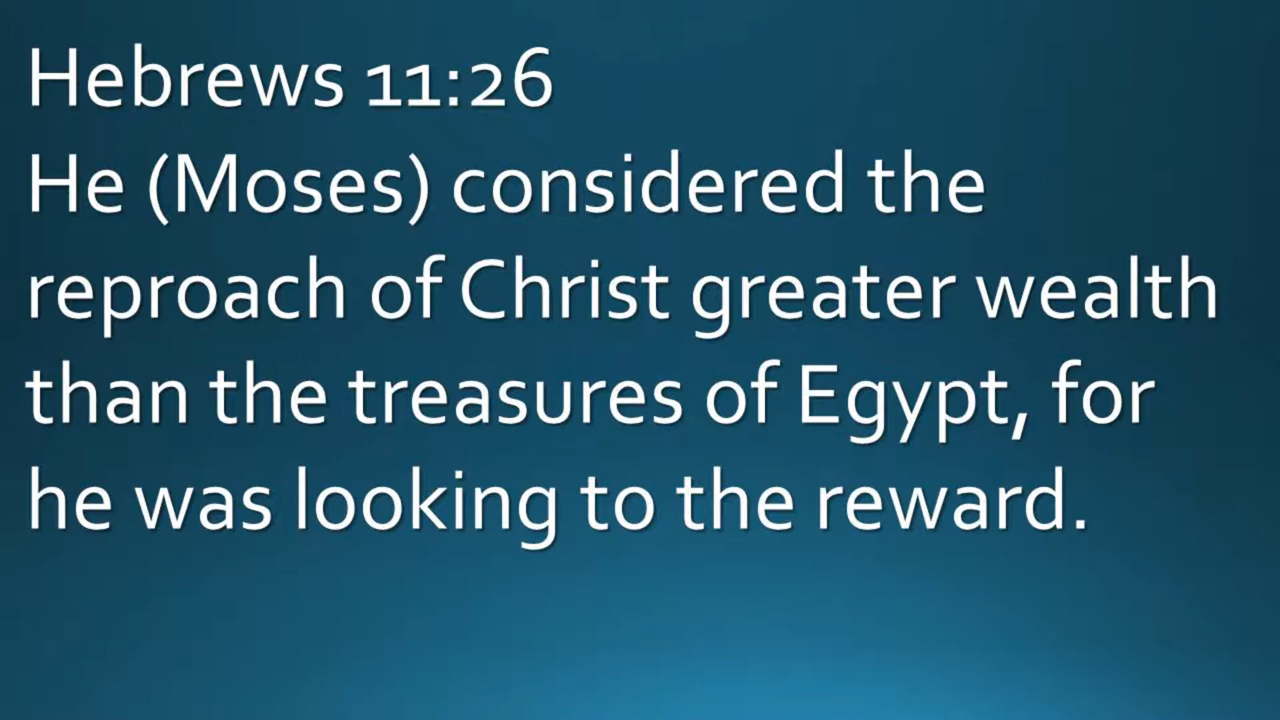 Hebrews 11:26
He (Moses) considered the
reproach of Christ greater wealth
than the treasures of Egypt, for
he was looking to the reward.